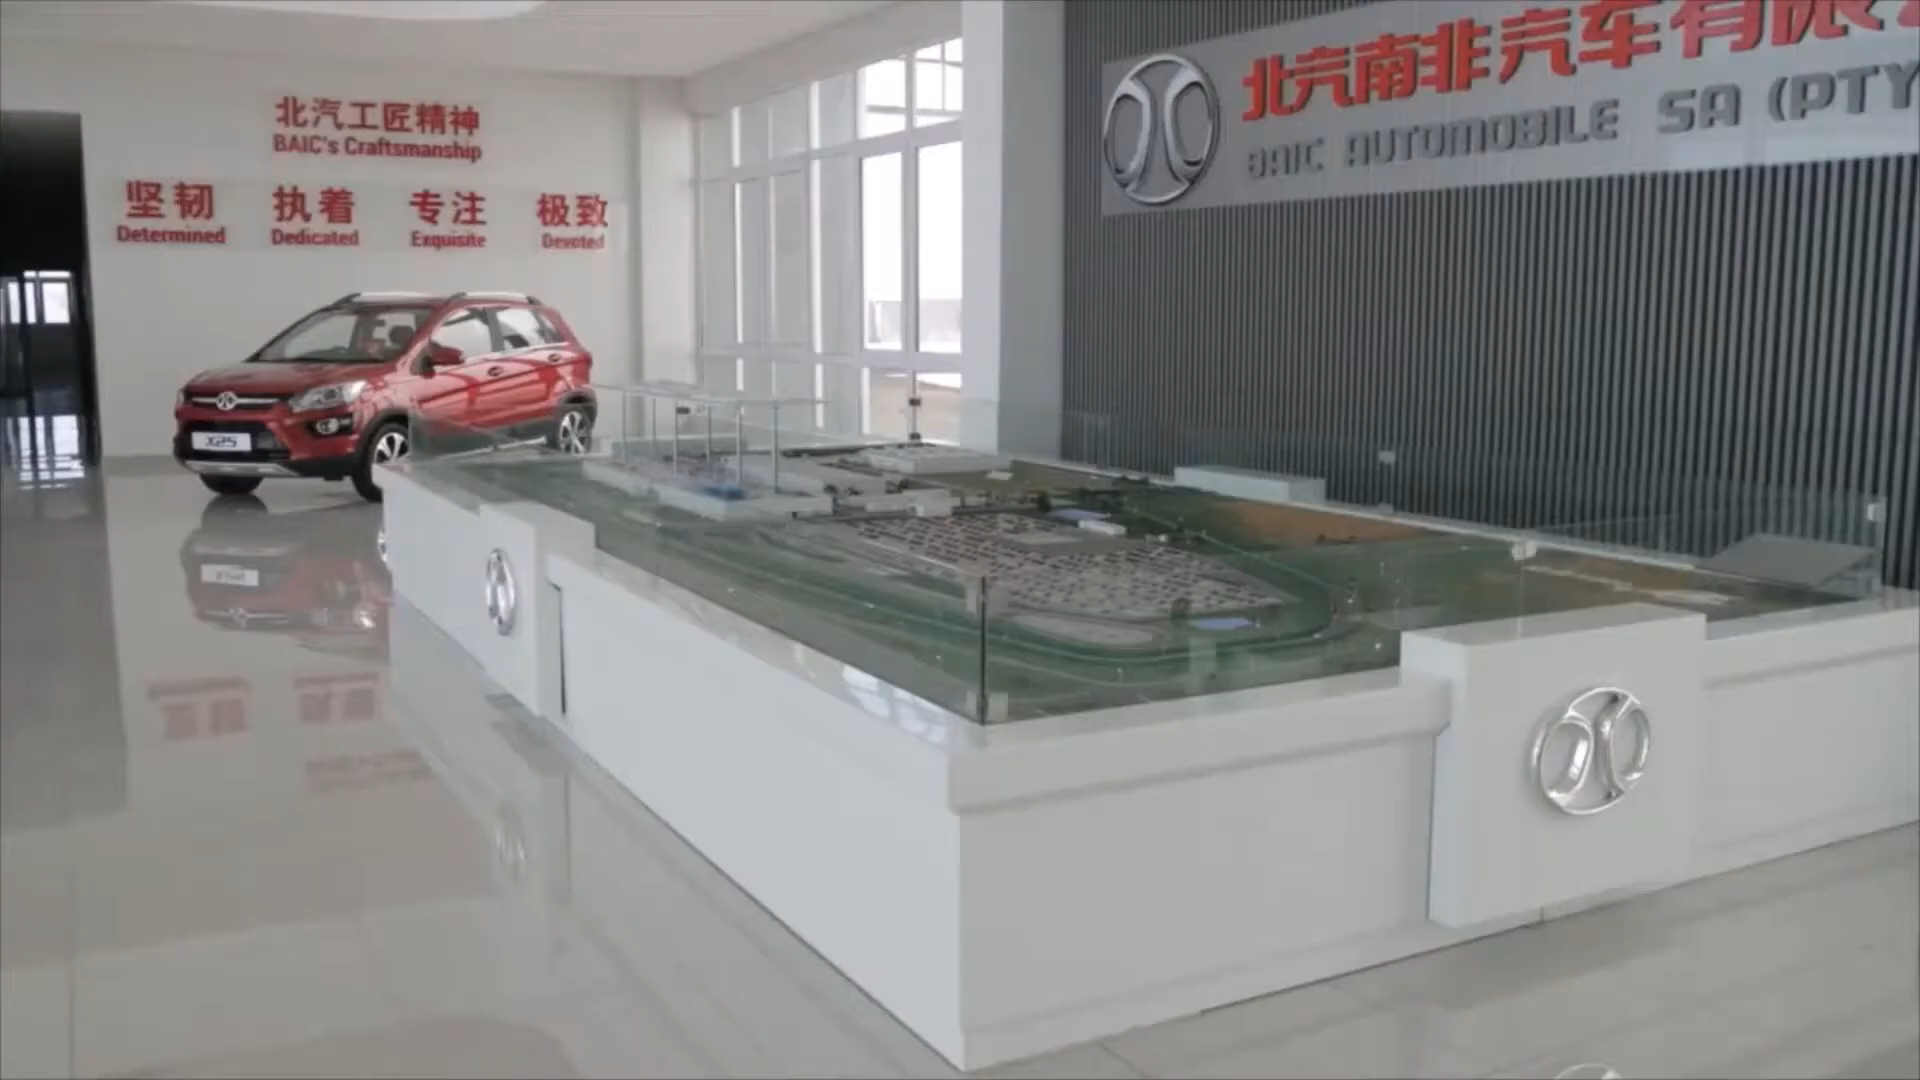 北汽工匠精神
BAIC's Craftsmanship
坚韧 执着 专注 极致
Determined Dedicated Exquisite Devoted
北汽南非汽车有限
BAIC AUTOMOBILE SA (PTY
X25